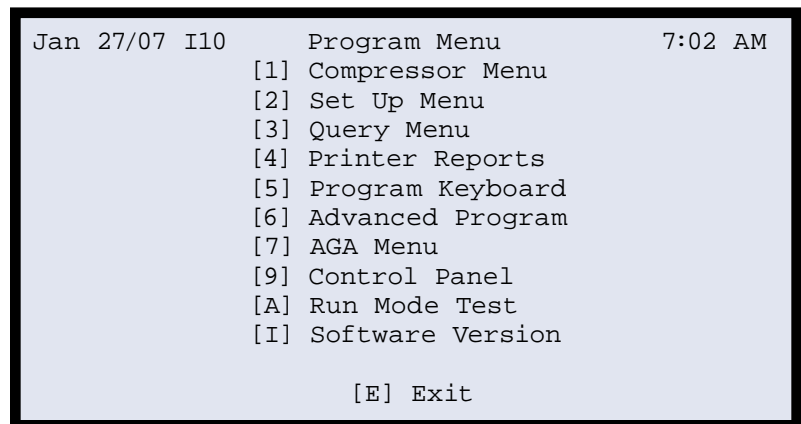 Jan 27/07 I10 Program Menu 7:02 AM
[1] Compressor Menu
[2] Set Up Menu
[3] Query Menu
[4] Printer Reports
[5] Program Keyboard
[6] Advanced Program
[7] AGA Menu
[9] Control Panel
[A] Run Mode Test
[I] Software Version
[E] Exit